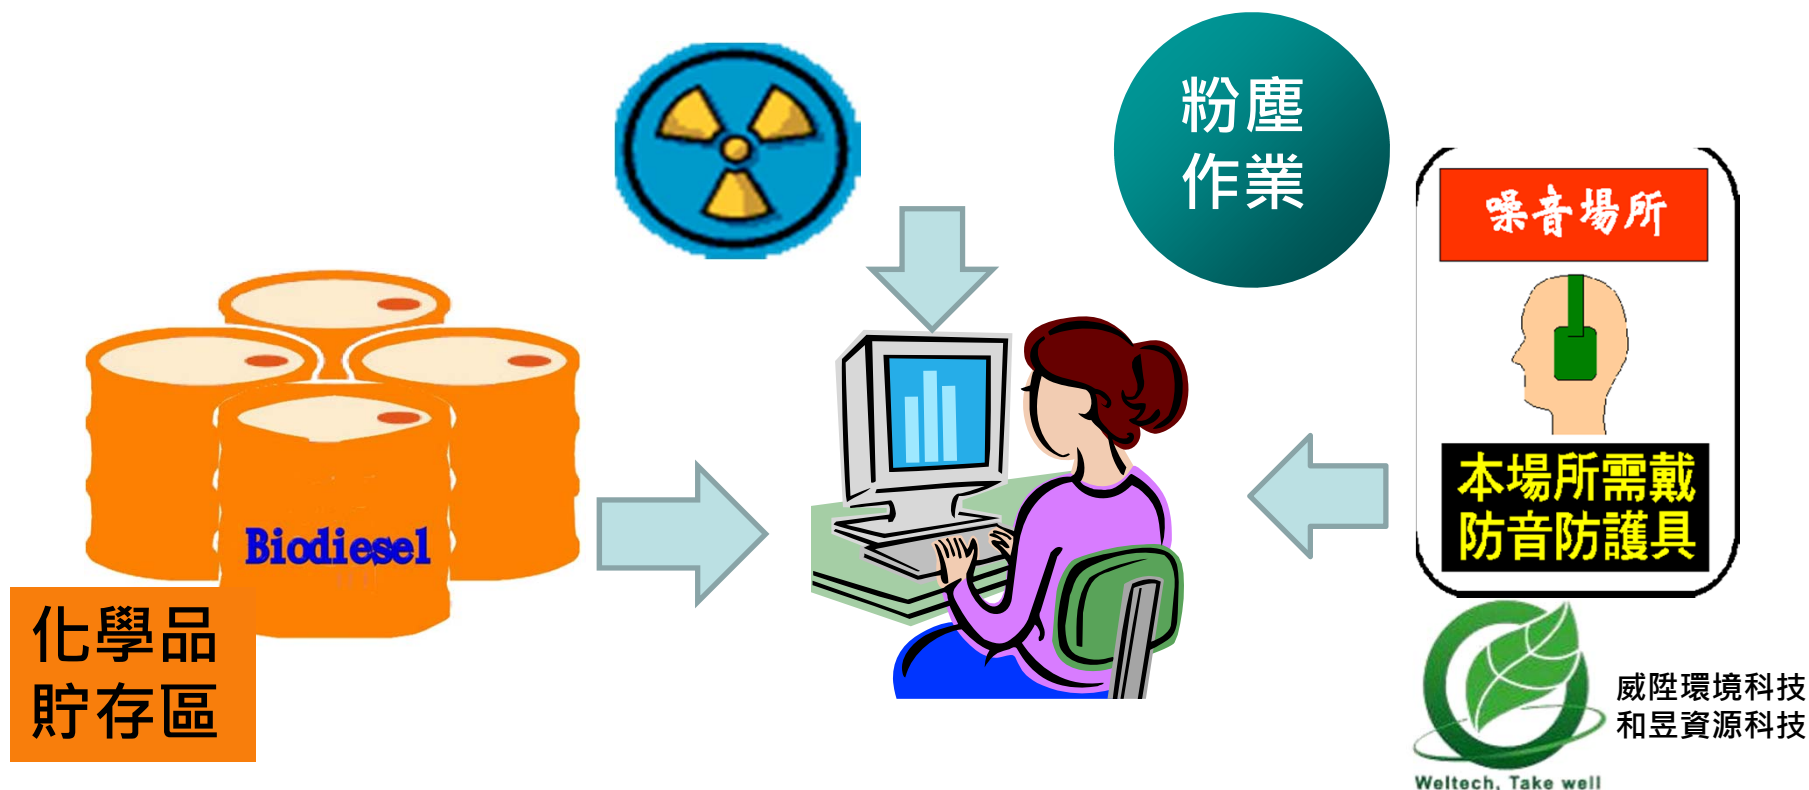 粉塵
作業
噪音場所
本場所需戴
防音防護具
Biodiesel
化學品
貯存區
威陞環境科技
和昱資源科技
Weltech, Take well